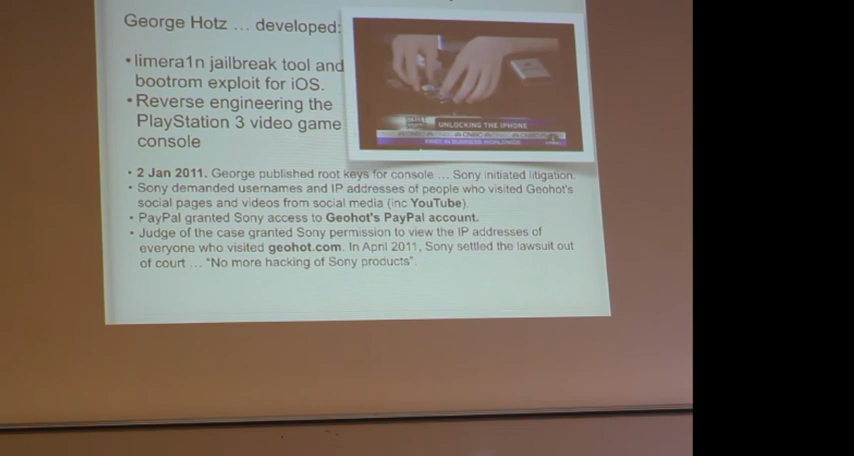 George Hotz … developed:
•limera1n jailbreak tool and
bootrom exploit for iOS.
•Reverse engineering the
PlayStation 3 video game
console
UNLOCKING THE IPHONE
FIRST IN BUSINESS WORLDWIDE
• 2 Jan 2011. George published root keys for console … Sony initiated litigation.
• Sony demanded usernames and IP addresses of people who visited Geohot's
social pages and videos from social media (inc YouTube).
• PayPal granted Sony access to Geohot's PayPal account.
• Judge of the case granted Sony permission to view the IP addresses of
everyone who visited geohot.com. In April 2011, Sony settled the lawsuit out
of court … "No more hacking of Sony products".